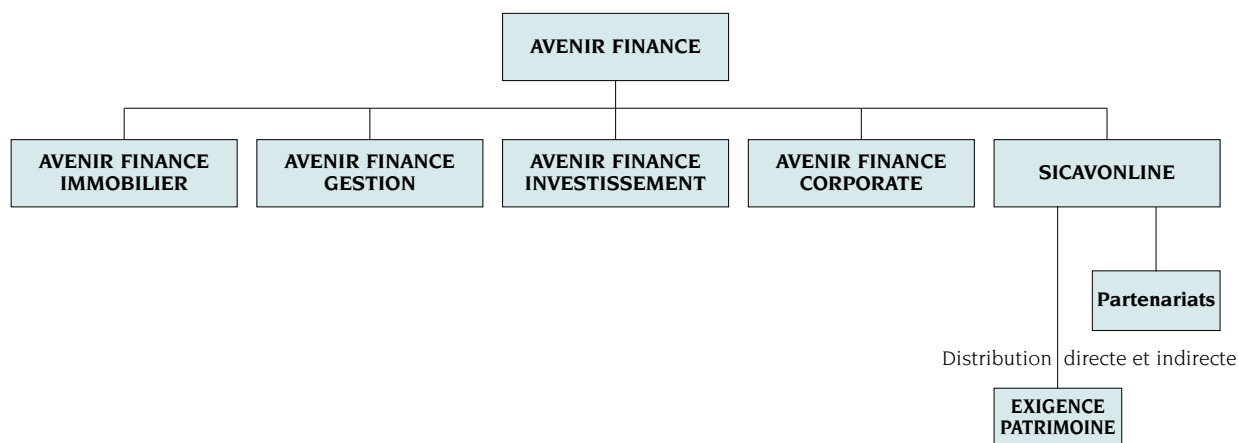 AVENIR FINANCE
AVENIR FINANCE
IMMOBILIER
AVENIR FINANCE
GESTION
AVENIR FINANCE
INVESTISSEMENT
AVENIR FINANCE
CORPORATE
SICAVONLINE
Partenariats
Distribution directe et indirecte
EXIGENCE
PATRIMOINE